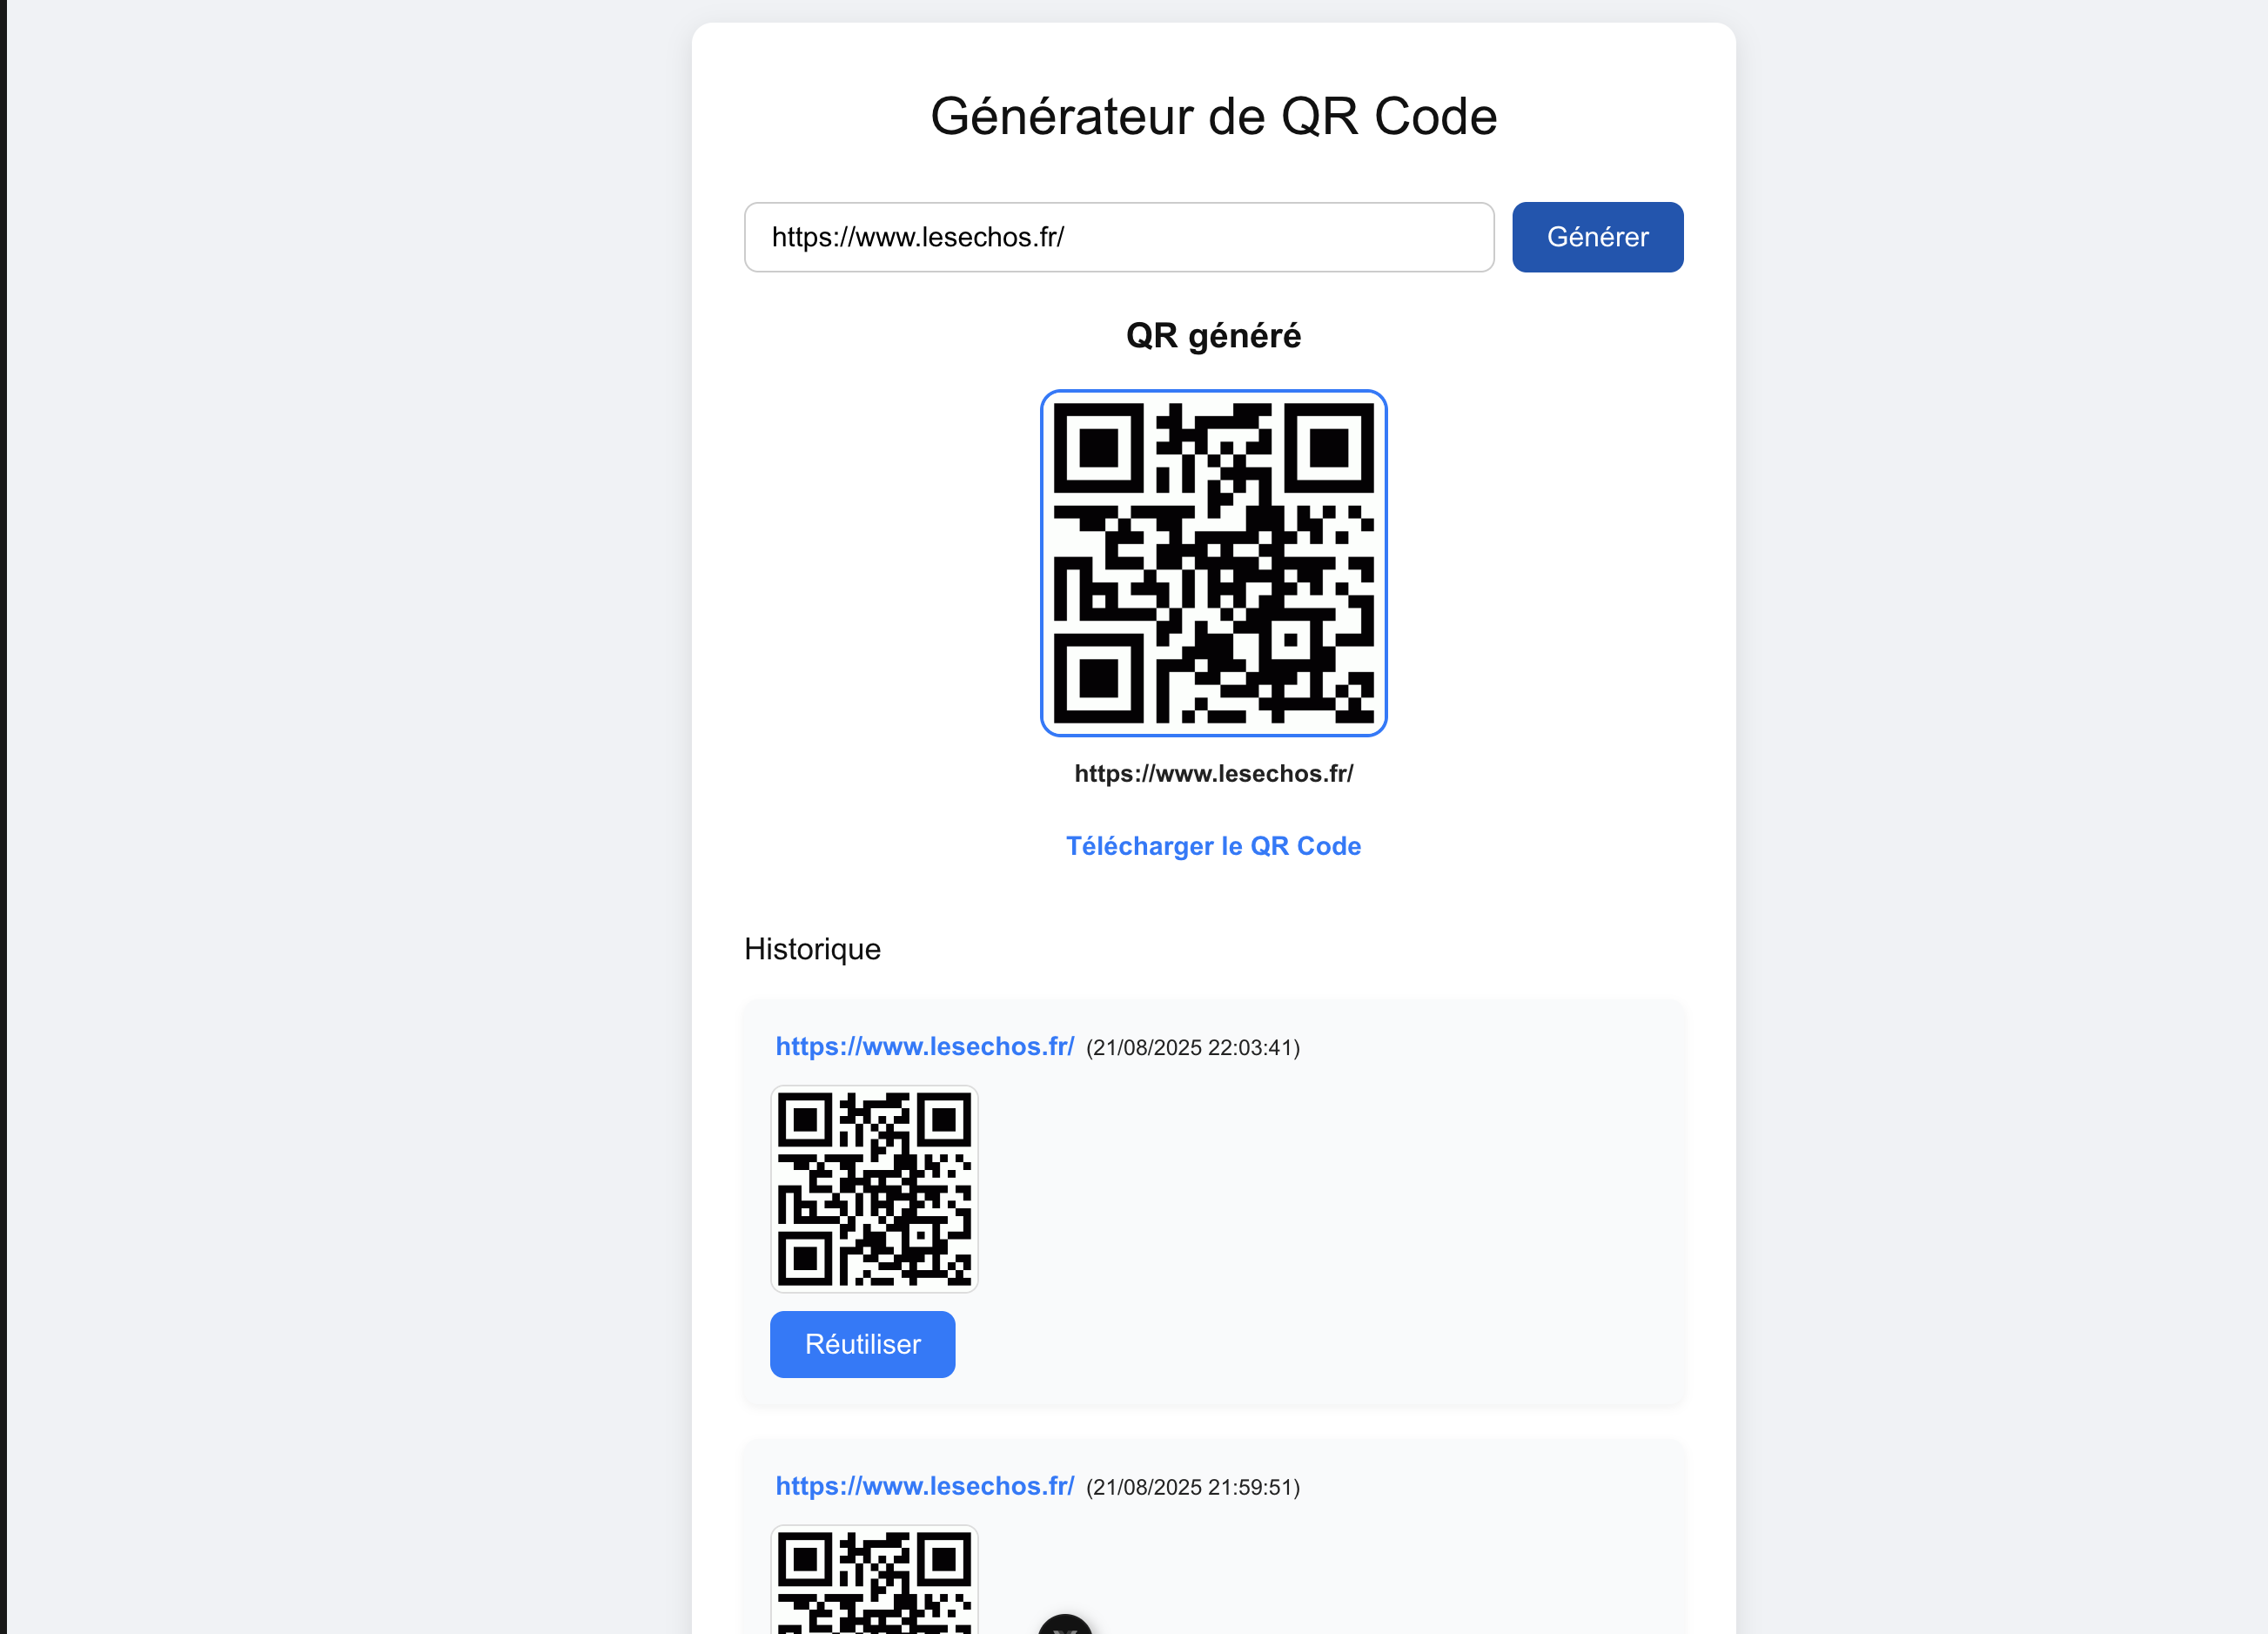 Générateur de QR Code
https://www.lesechos.fr/
Générer
QR généré
https://www.lesechos.fr/
Télécharger le QR Code
Historique
https://www.lesechos.fr/ (21/08/2025 22:03:41)
Réutiliser
https://www.lesechos.fr/ (21/08/2025 21:59:51)